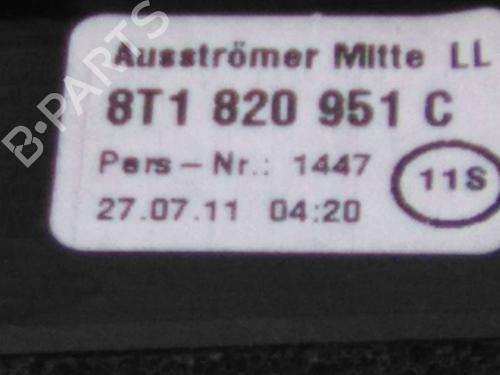 Ausströmer Mitte LL
8T1 820 951 C
Pers-Nr.: 1447
11S
27.07.11 04:20
B-PARTS